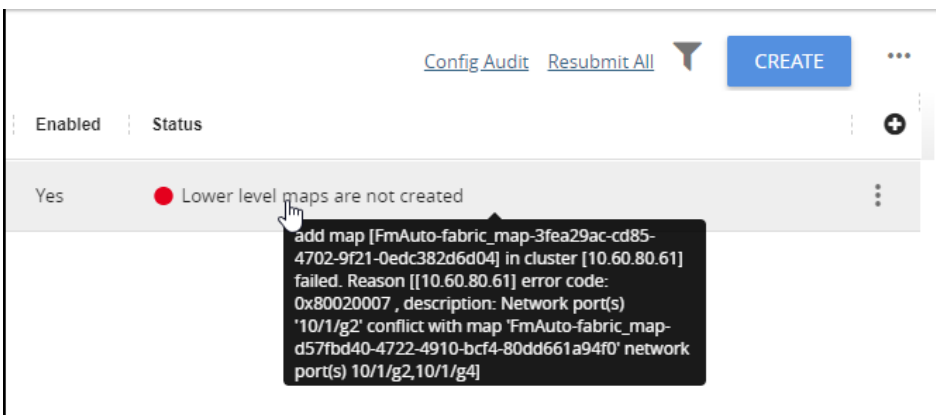 Config Audit Resubmit All CREATE
Enabled Status
Yes Lower level maps are not created
add map [FmAuto-fabric_map-3fea29ac-cd85-
4702-9f21-0edc382d6d04] in cluster [10.60.80.61]
failed. Reason [[10.60.80.61] error code:
0x80020007 , description: Network port(s)
'10/1/g2' conflict with map 'FmAuto-fabric_map-
d57fbd40-4722-4910-bcf4-80dd661a94f0' network
port(s) 10/1/g2,10/1/g4]